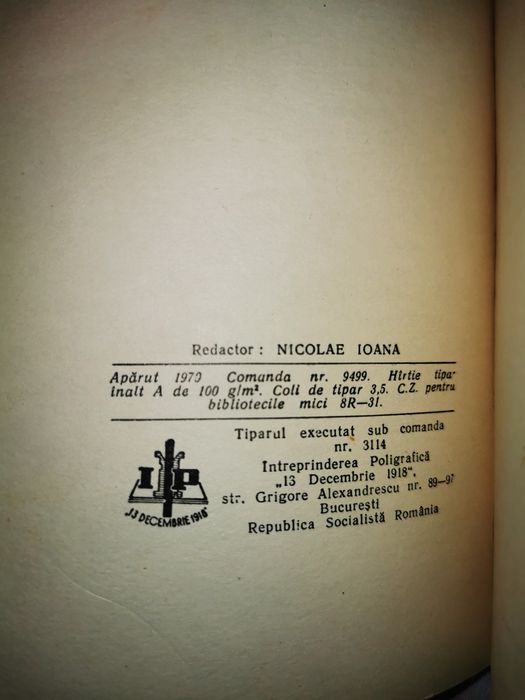 Redactor : NICOLAE IOANA
Apărut 1970 Comanda nr. 9499. Hîrtie tipar
înalt A de 100 g/m². Coli de tipar 3,5. C.Z. pentru
bibliotecile mici 8R—31.
Tiparul executat sub comanda
nr. 3114
Intreprinderea Poligrafică
„13 Decembrie 1918",
str. Grigore Alexandrescu nr. 89—97
București
Republica Socialistă România
I P
„13 DECEMBRIE 1918"